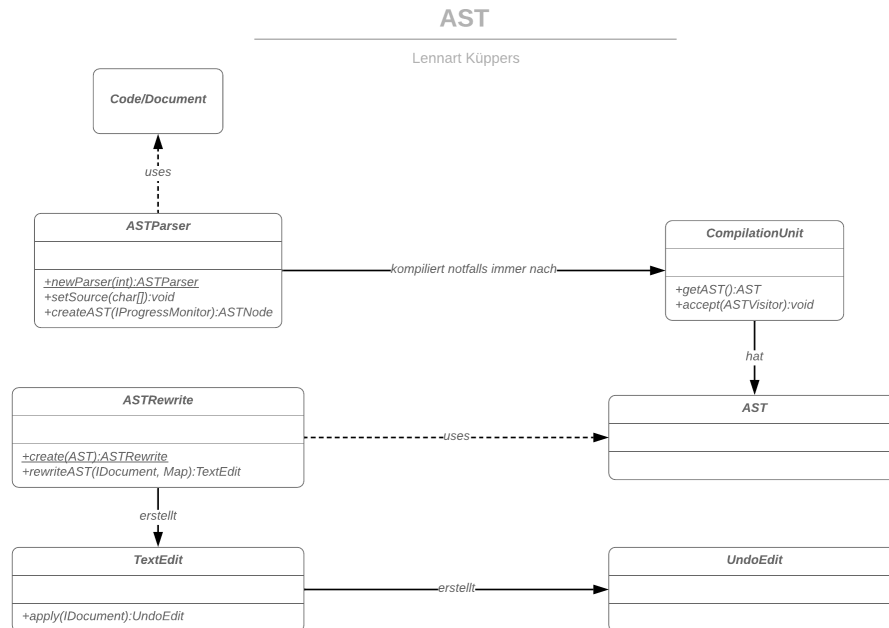 AST
Lennart Küppers
Code/Document
uses
ASTParser
+newParser(int):ASTParser
+setSource(char[]):void
+createAST(IProgressMonitor):ASTNode
kompiliert notfalls immer nach
CompilationUnit
+getAST():AST
+accept(ASTVisitor):void
hat
ASTRewrite
+create(AST):ASTRewrite
+rewriteAST(IDocument, Map):TextEdit
uses
AST
erstellt
TextEdit
+apply(IDocument):UndoEdit
erstellt
UndoEdit